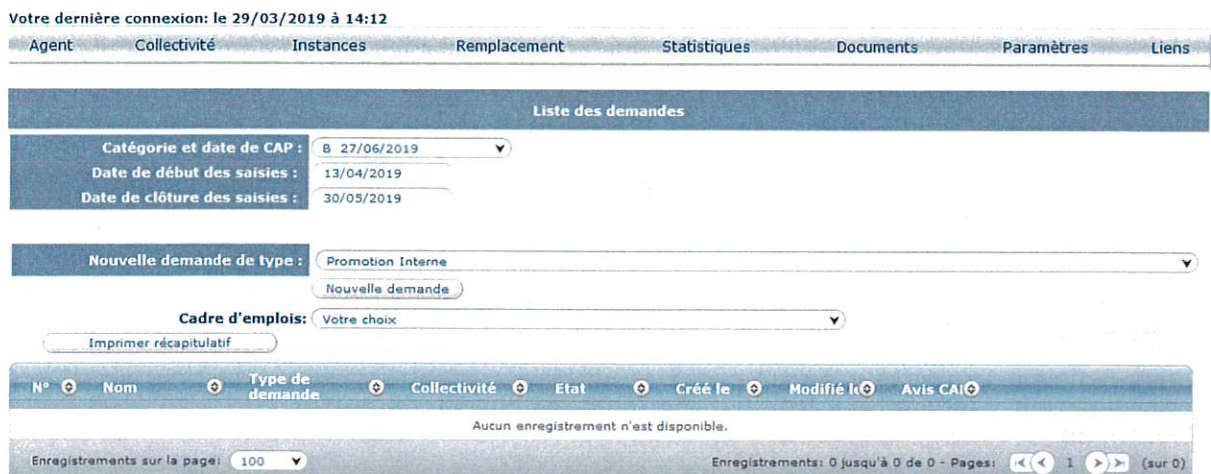 Votre dernière connexion: le 29/03/2019 à 14:12
Agent Collectivité Instances Remplacement Statistiques Documents Paramètres Liens
Liste des demandes
Catégorie et date de CAP : B 27/06/2019
Date de début des saisies : 13/04/2019
Date de clôture des saisies : 30/05/2019
Nouvelle demande de type : Promotion Interne
Nouvelle demande
Cadre d'emplois: Votre choix
Imprimer récapitulatif
N° Nom Type de demande Collectivité Etat Créé le Modifié le Avis CAP
Aucun enregistrement n'est disponible.
Enregistrements sur la page: 100 Enregistrements: 0 jusqu'à 0 de 0 - Pages: 1 (sur 0)